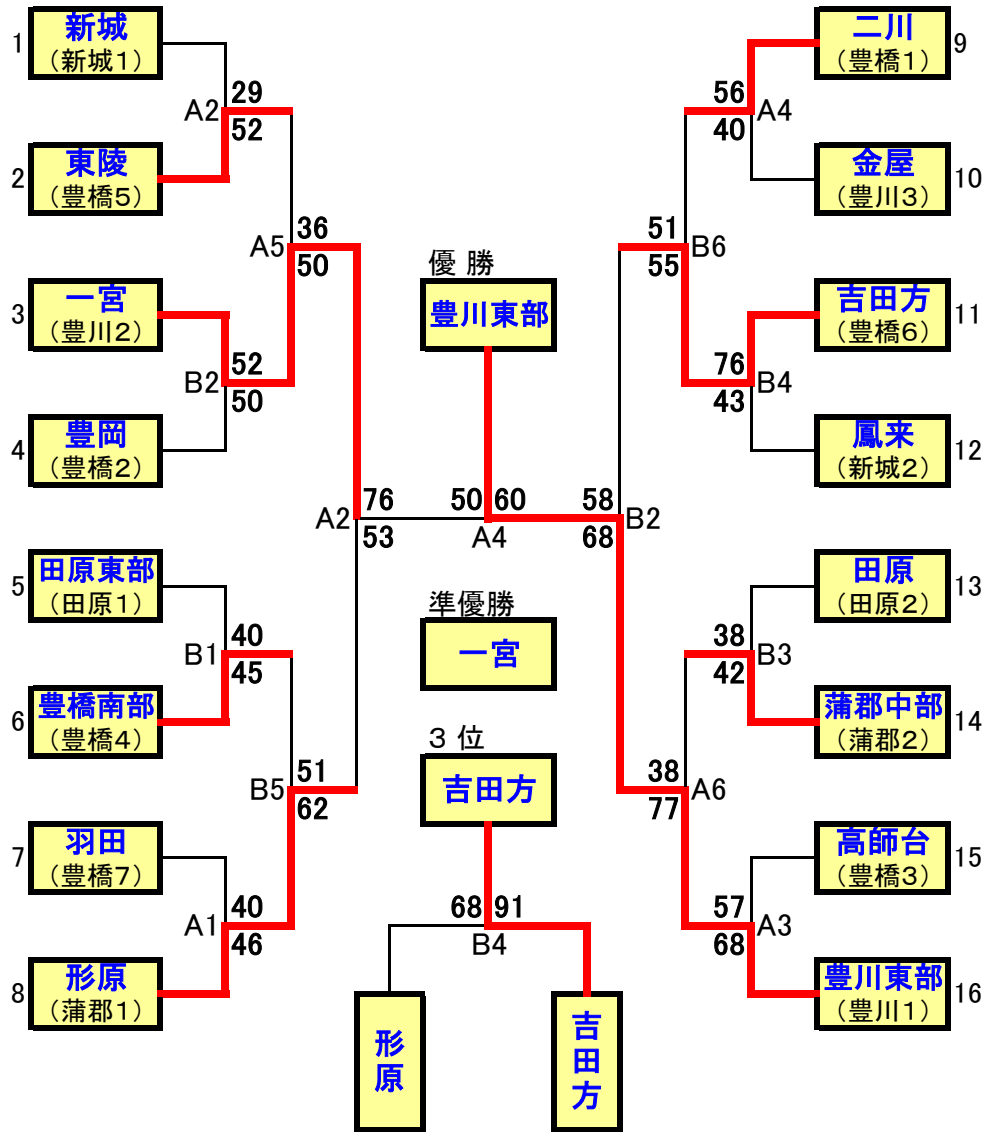 1
新城
(新城1)
A2
29
52
2
東陵
(豊橋5)
A5
36
50
3
一宮
(豊川2)
B2
52
50
4
豊岡
(豊橋2)
A2
76
53
5
田原東部
(田原1)
B1
40
45
6
豊橋南部
(豊橋4)
B5
51
62
7
羽田
(豊橋7)
A1
40
46
8
形原
(蒲郡1)
優 勝
豊川東部
50 60
A4
準優勝
一宮
3 位
吉田方
68 91
B4
形原
吉田方
二川
(豊橋1)
9
56
40
A4
金屋
(豊川3)
10
51
55
B6
吉田方
(豊橋6)
11
76
43
B4
鳳来
(新城2)
12
58
68
B2
田原
(田原2)
13
38
42
B3
蒲郡中部
(蒲郡2)
14
38
77
A6
高師台
(豊橋3)
15
57
68
A3
豊川東部
(豊川1)
16